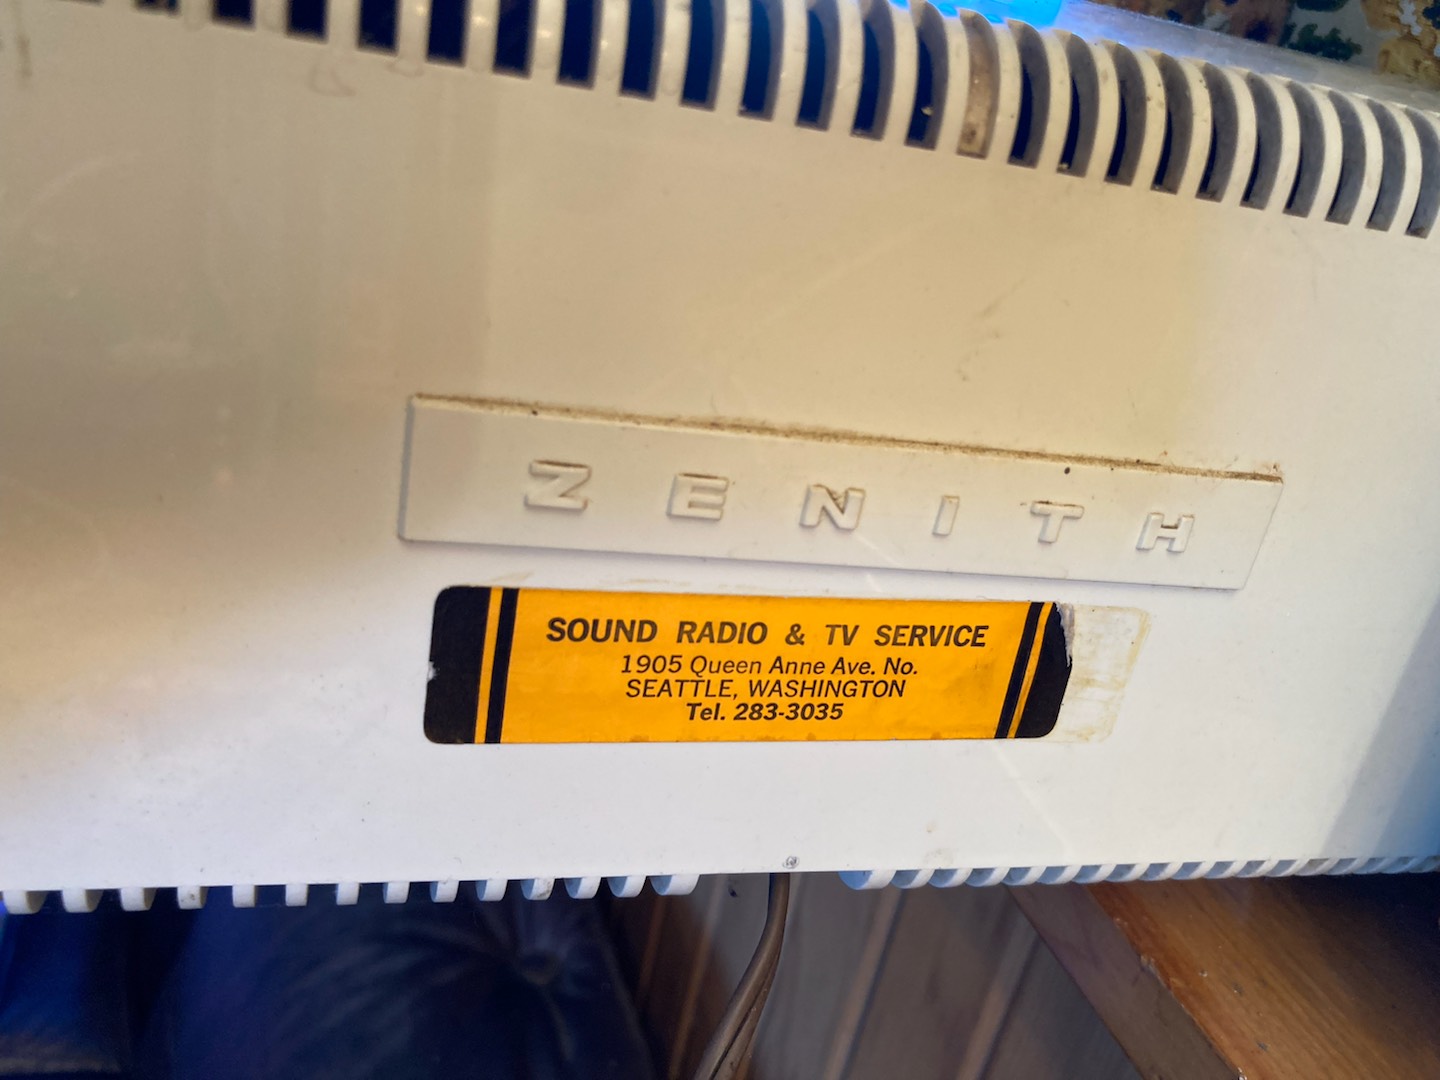 ZENITH
SOUND RADIO & TV SERVICE
1905 Queen Anne Ave. No.
SEATTLE, WASHINGTON
Tel. 283-3035